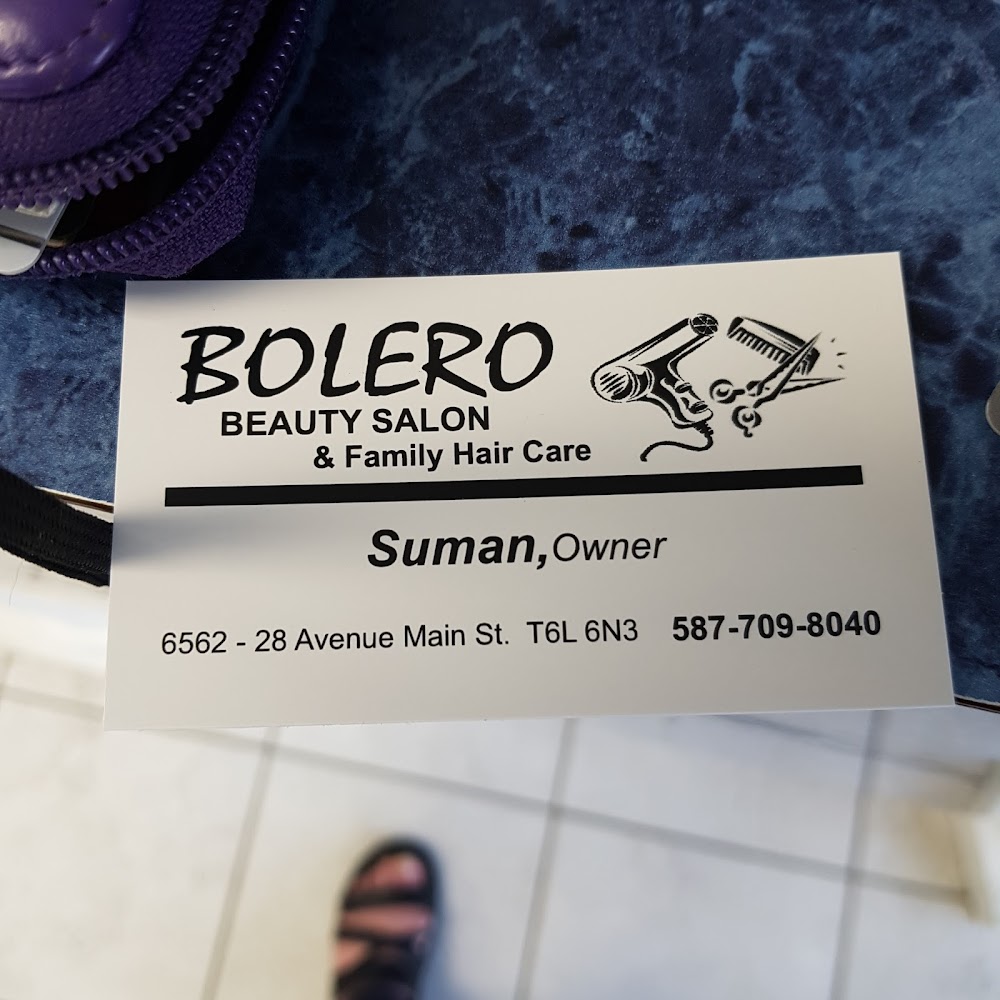 BOLERO
BEAUTY SALON
& Family Hair Care
Suman,Owner
6562 - 28 Avenue Main St. T6L 6N3 587-709-8040